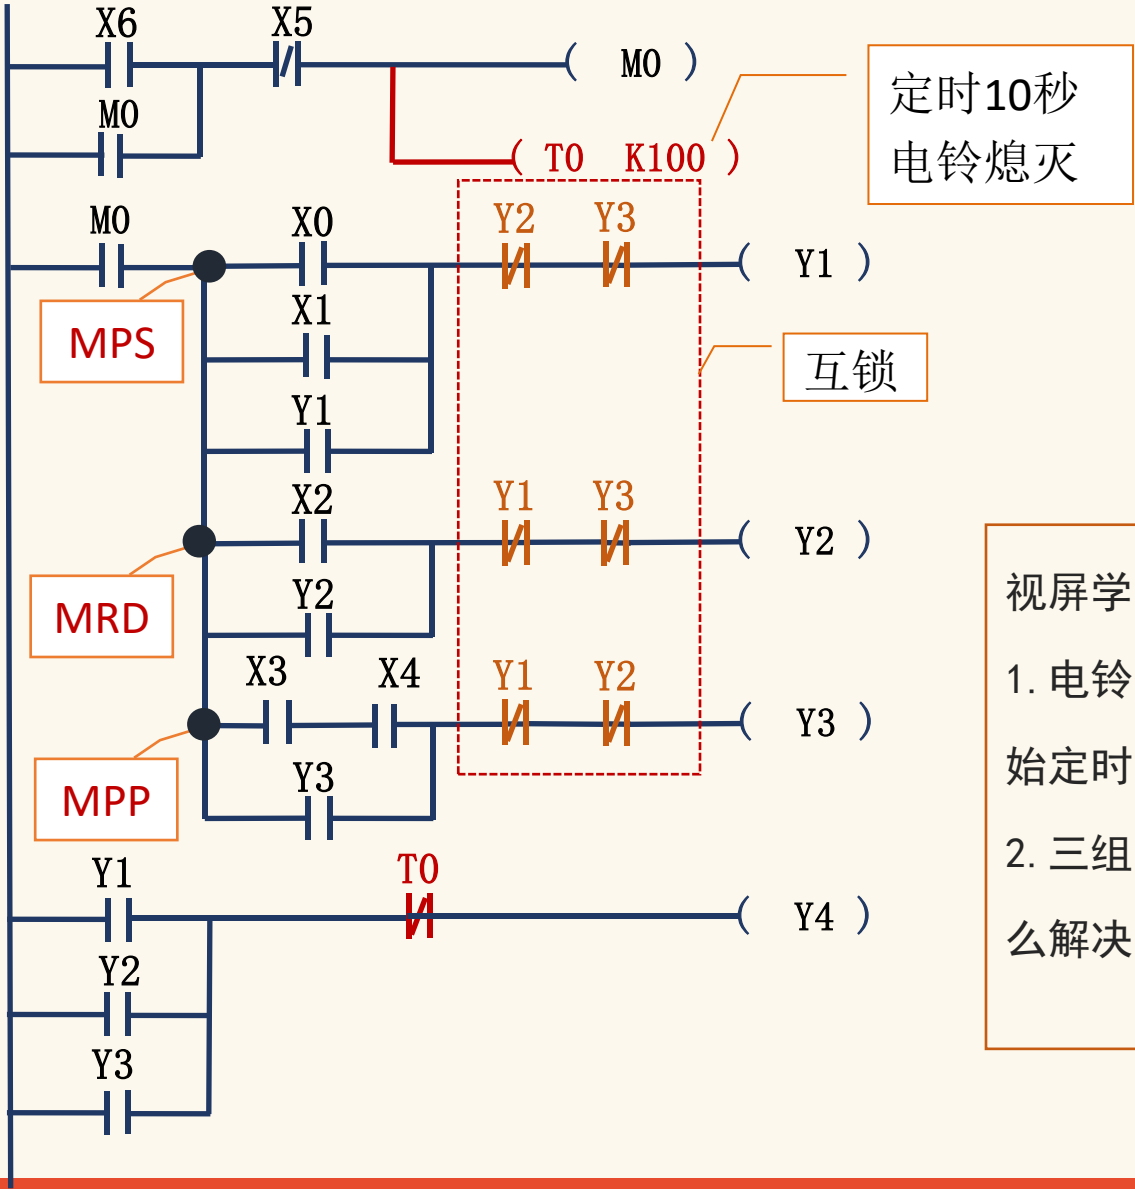 X6 X5
( M0 )
M0
( T0 K100 )
定时10秒
电铃熄灭
M0 X0 Y2 Y3 ( Y1 )
MPS
X1
互锁
Y1
X2 Y1 Y3 ( Y2 )
MRD
Y2
X3 X4 Y1 Y2 ( Y3 )
MPP
Y3
视屏学
1. 电铃
始定时
2. 三组
么解决
Y1 T0 ( Y4 )
Y2
Y3